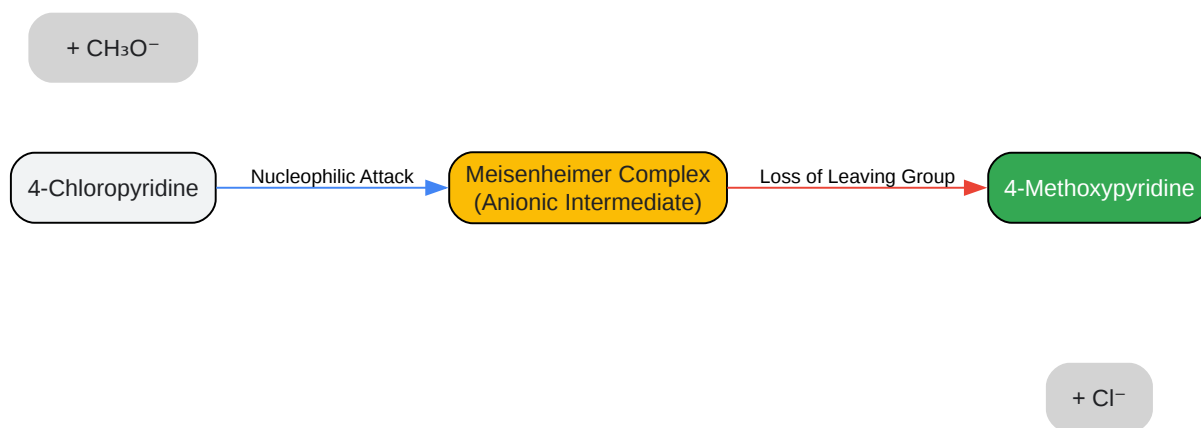 + CH₃O⁻
4-Chloropyridine
Nucleophilic Attack
Meisenheimer Complex
(Anionic Intermediate)
Loss of Leaving Group
4-Methoxypyridine
+ Cl⁻